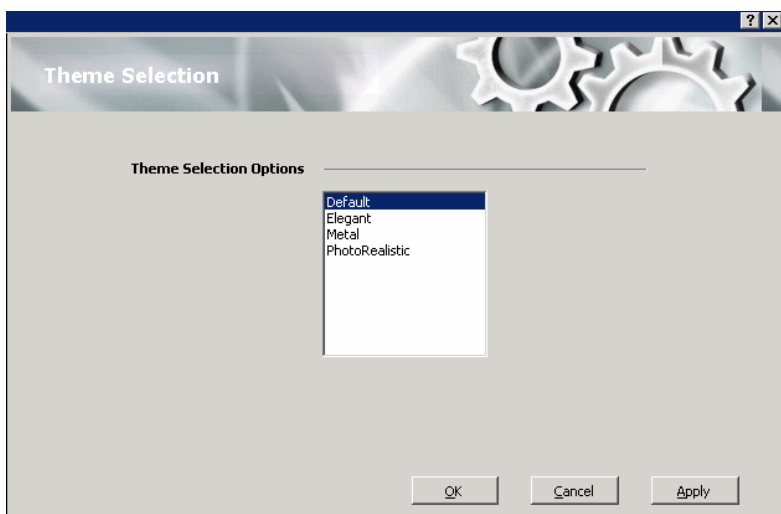 Theme Selection
Theme Selection Options
Default
Elegant
Metal
PhotoRealistic
OK
Cancel
Apply